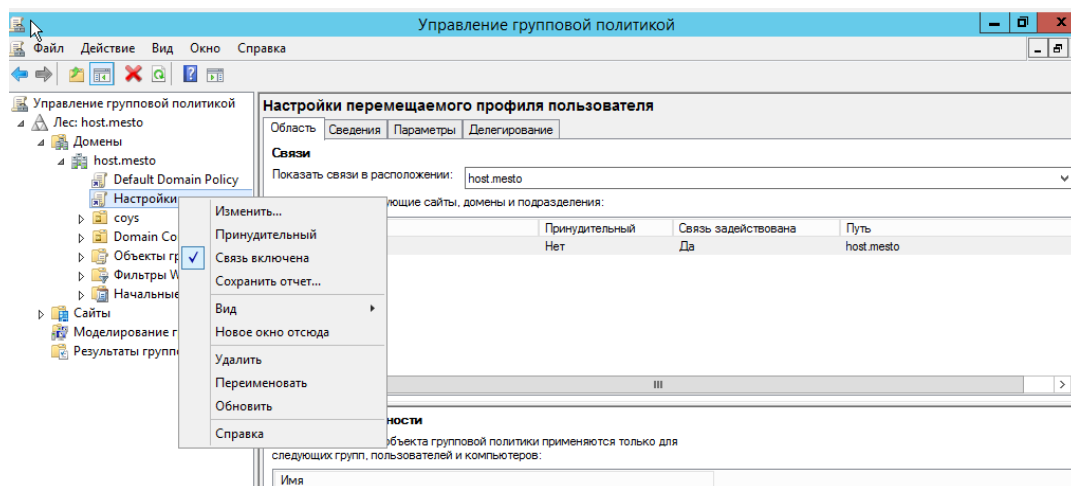 Управление групповой политикой
Файл Действие Вид Окно Справка
Управление групповой политикой
Лес: host.mesto
Домены
host.mesto
Default Domain Policy
Настройки
coys
Domain Co
Объекты гр
Фильтры W
Начальные
Сайты
Моделирование г
Результаты групп
Изменить...
Принудительный
Связь включена
Сохранить отчет...
Вид
Новое окно отсюда
Удалить
Переименовать
Обновить
Справка
Настройки перемещаемого профиля пользователя
Область Сведения Параметры Делегирование
Связи
Показать связи в расположении: host.mesto
ующие сайты, домены и подразделения:
Принудительный Связь задействована Путь
Нет Да host.mesto
ности
объекта групповой политики применяются только для
следующих групп, пользователей и компьютеров:
Имя